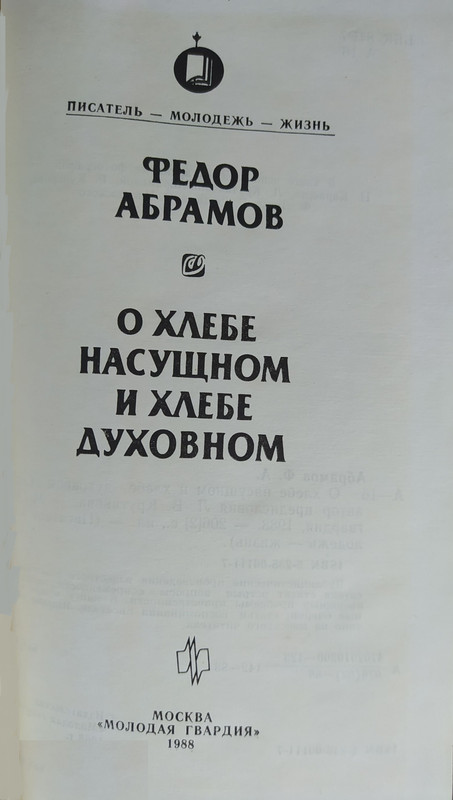 ПИСАТЕЛЬ — МОЛОДЕЖЬ — ЖИЗНЬ
ФЕДОР
АБРАМОВ
О ХЛЕБЕ
НАСУЩНОМ
И ХЛЕБЕ
ДУХОВНОМ
МОСКВА
«МОЛОДАЯ ГВАРДИЯ»
1988